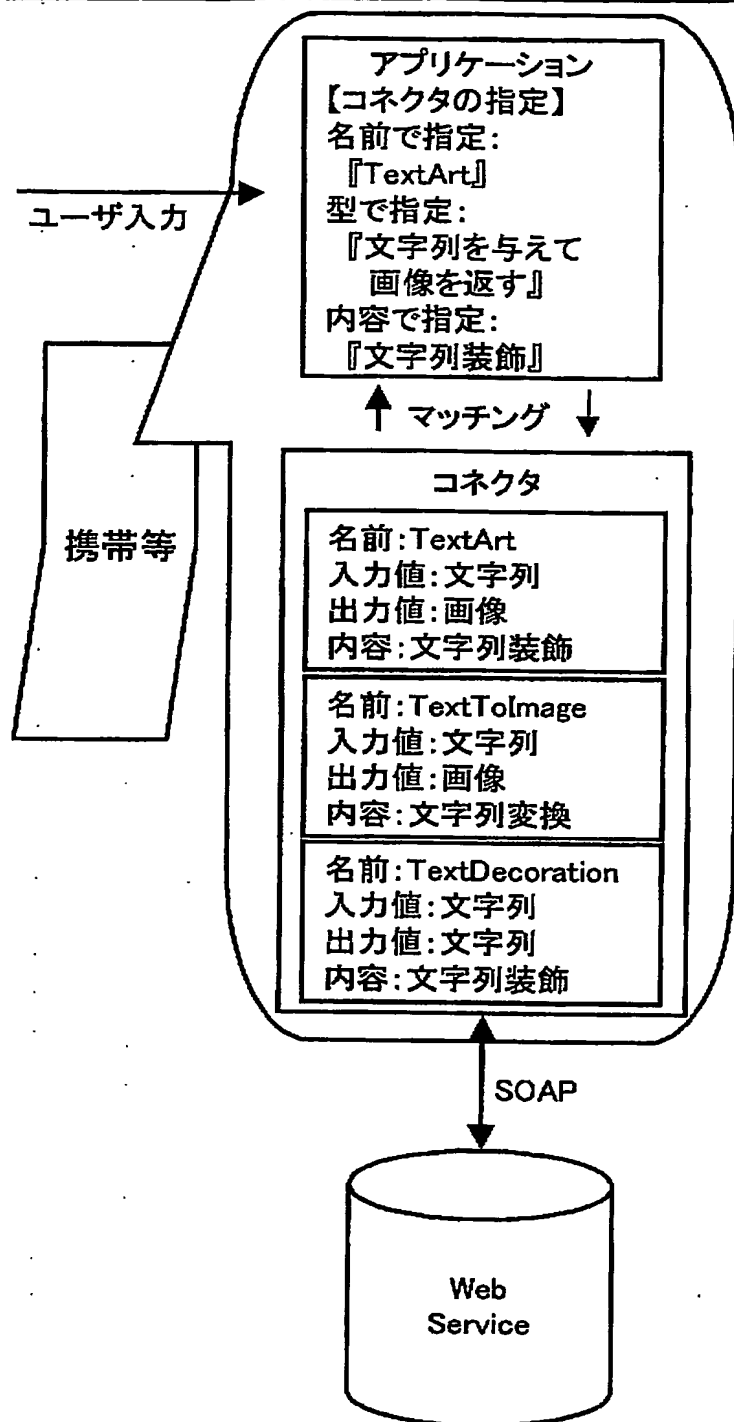 アプリケーション
【コネクタの指定】
名前で指定:
『TextArt』
型で指定:
『文字列を与えて
画像を返す』
内容で指定:
『文字列装飾』
ユーザ入力
マッチング
携帯等
コネクタ
名前:TextArt
入力値:文字列
出力値:画像
内容:文字列装飾
名前:TextToImage
入力値:文字列
出力値:画像
内容:文字列変換
名前:TextDecoration
入力値:文字列
出力値:文字列
内容:文字列装飾
SOAP
Web
Service